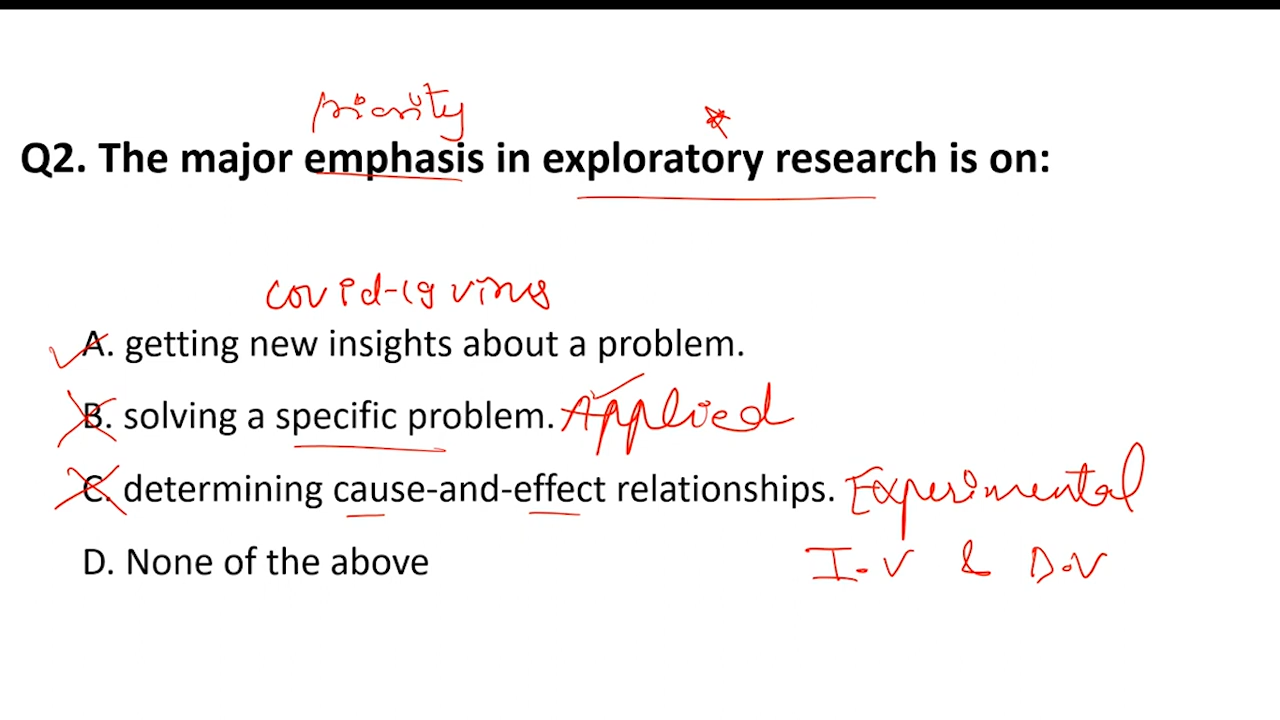 priority
Q2. The major emphasis in exploratory research is on:
covid-19 virus
A. getting new insights about a problem.
B. solving a specific problem. Applied
C. determining cause-and-effect relationships. Experimental
D. None of the above I.V & D.V